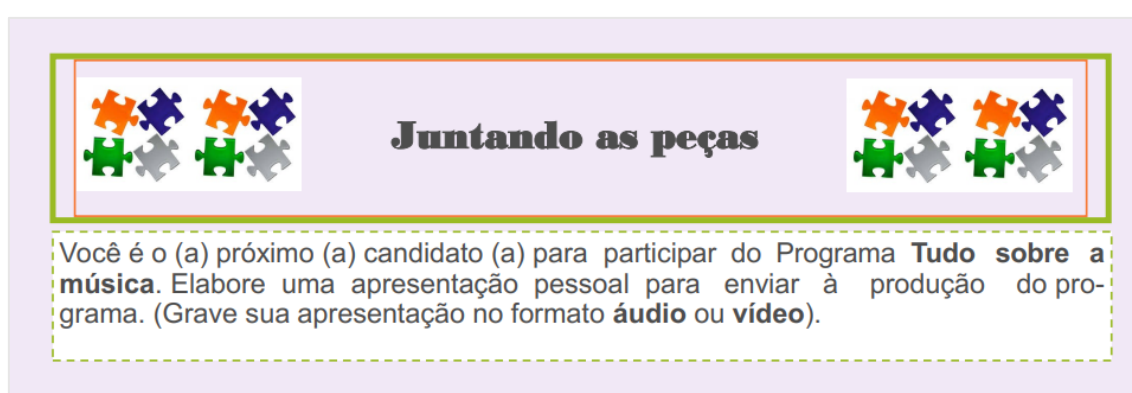 Juntando as peças
Você é o (a) próximo (a) candidato (a) para participar do Programa Tudo sobre a
música. Elabore uma apresentação pessoal para enviar à produção do pro-
grama. (Grave sua apresentação no formato áudio ou vídeo).